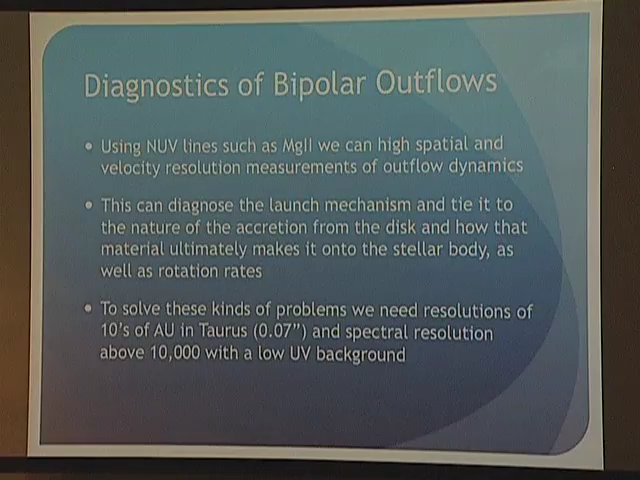 Diagnostics of Bipolar Outflows
• Using NUV lines such as MgII we can high spatial and
velocity resolution measurements of outflow dynamics
• This can diagnose the launch mechanism and tie it to
the nature of the accretion from the disk and how that
material ultimately makes it onto the stellar body, as
well as rotation rates
• To solve these kinds of problems we need resolutions of
10's of AU in Taurus (0.07”) and spectral resolution
above 10,000 with a low UV background